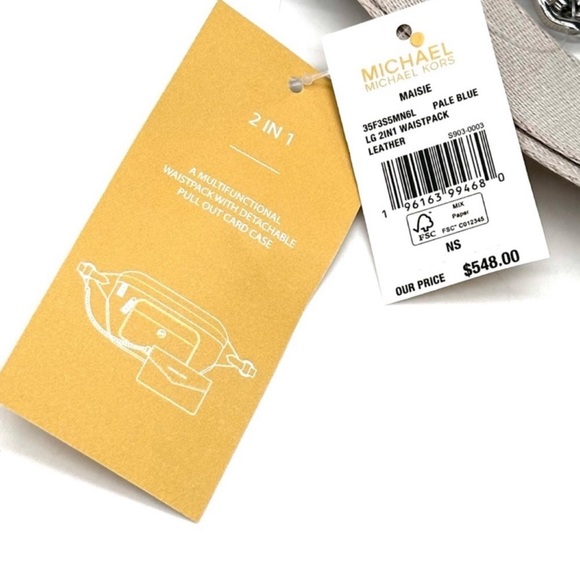 2 IN 1
A MULTIFUNCTIONAL
WAISTPACK WITH DETACHABLE
PULL OUT CARD CASE
MICHAEL
MICHAEL KORS
MAISIE
35F3S5MN6L PALE BLUE
LG 2IN1 WAISTPACK
LEATHER S903-0003
1 96163 99468 0
FSC
MIX
Paper
FSC® C012345
NS
OUR PRICE $548.00